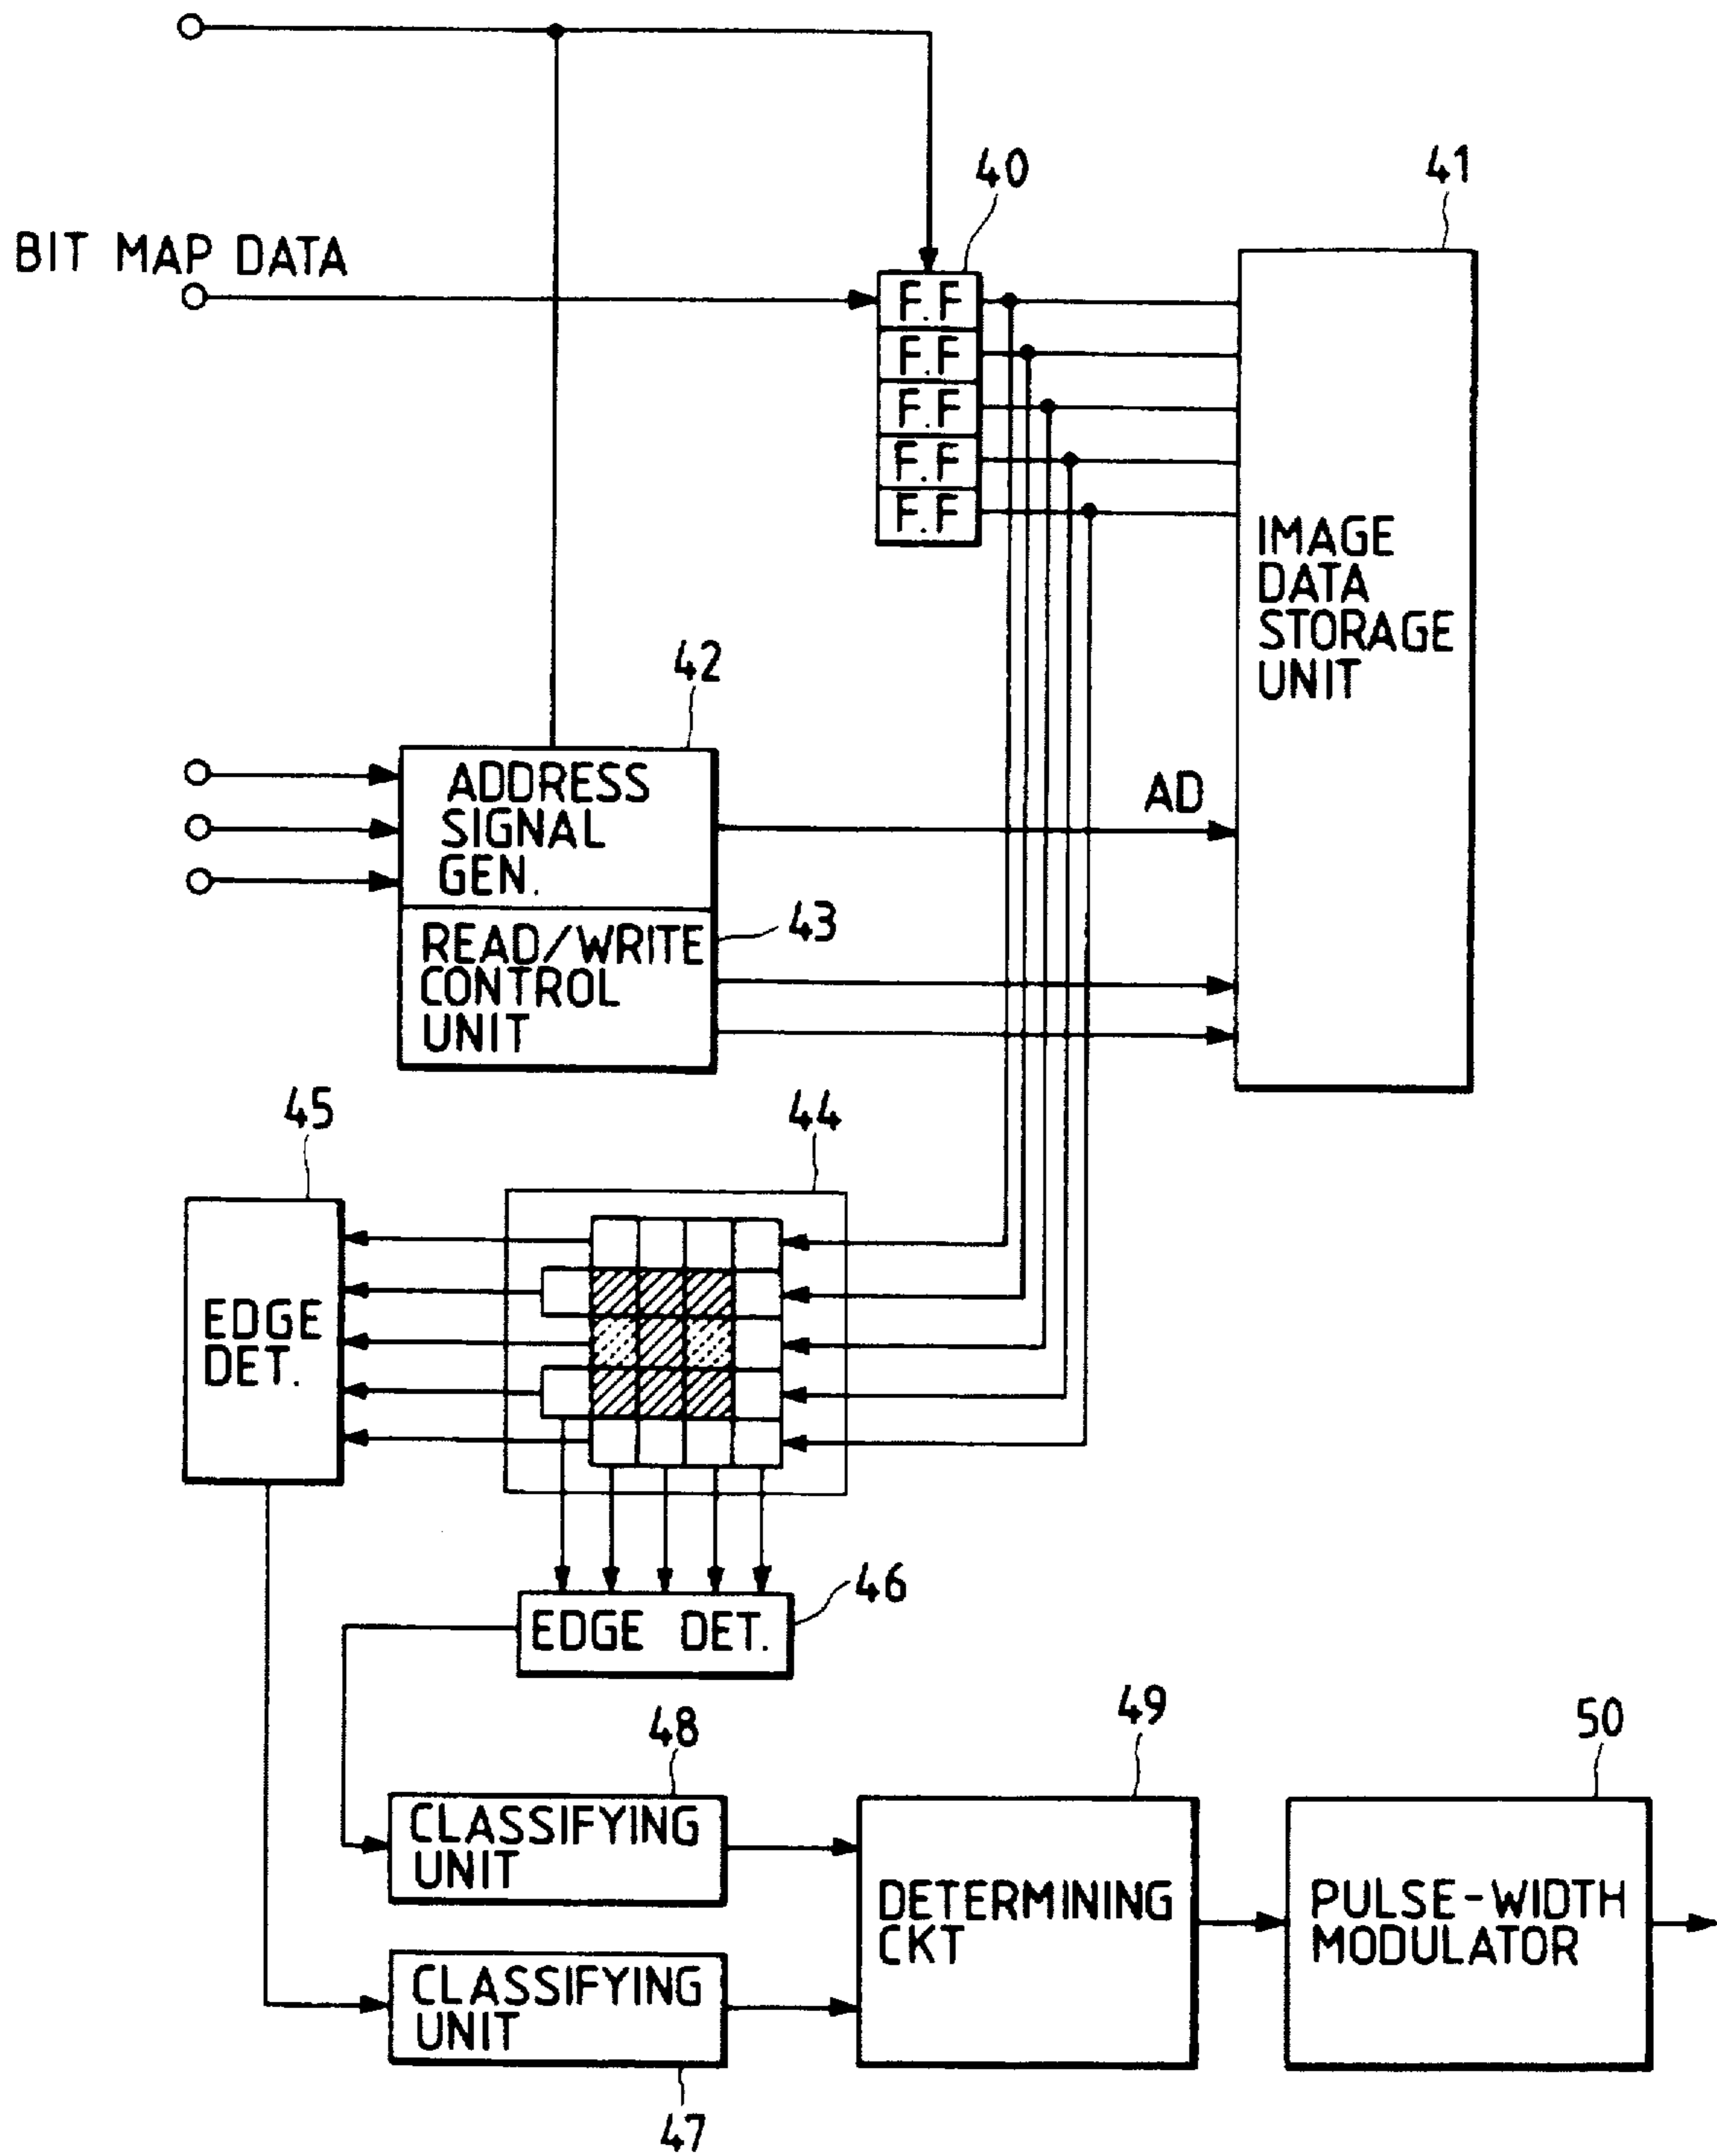 40
41
BIT MAP DATA
F.F
F.F
F.F
F.F
F.F
IMAGE
DATA
STORAGE
UNIT
42
ADDRESS
SIGNAL
GEN.
AD
43
READ/WRITE
CONTROL
UNIT
45
44
EDGE
DET.
46
EDGE DET.
48
49
50
CLASSIFYING
UNIT
DETERMINING
CKT
PULSE-WIDTH
MODULATOR
CLASSIFYING
UNIT
47